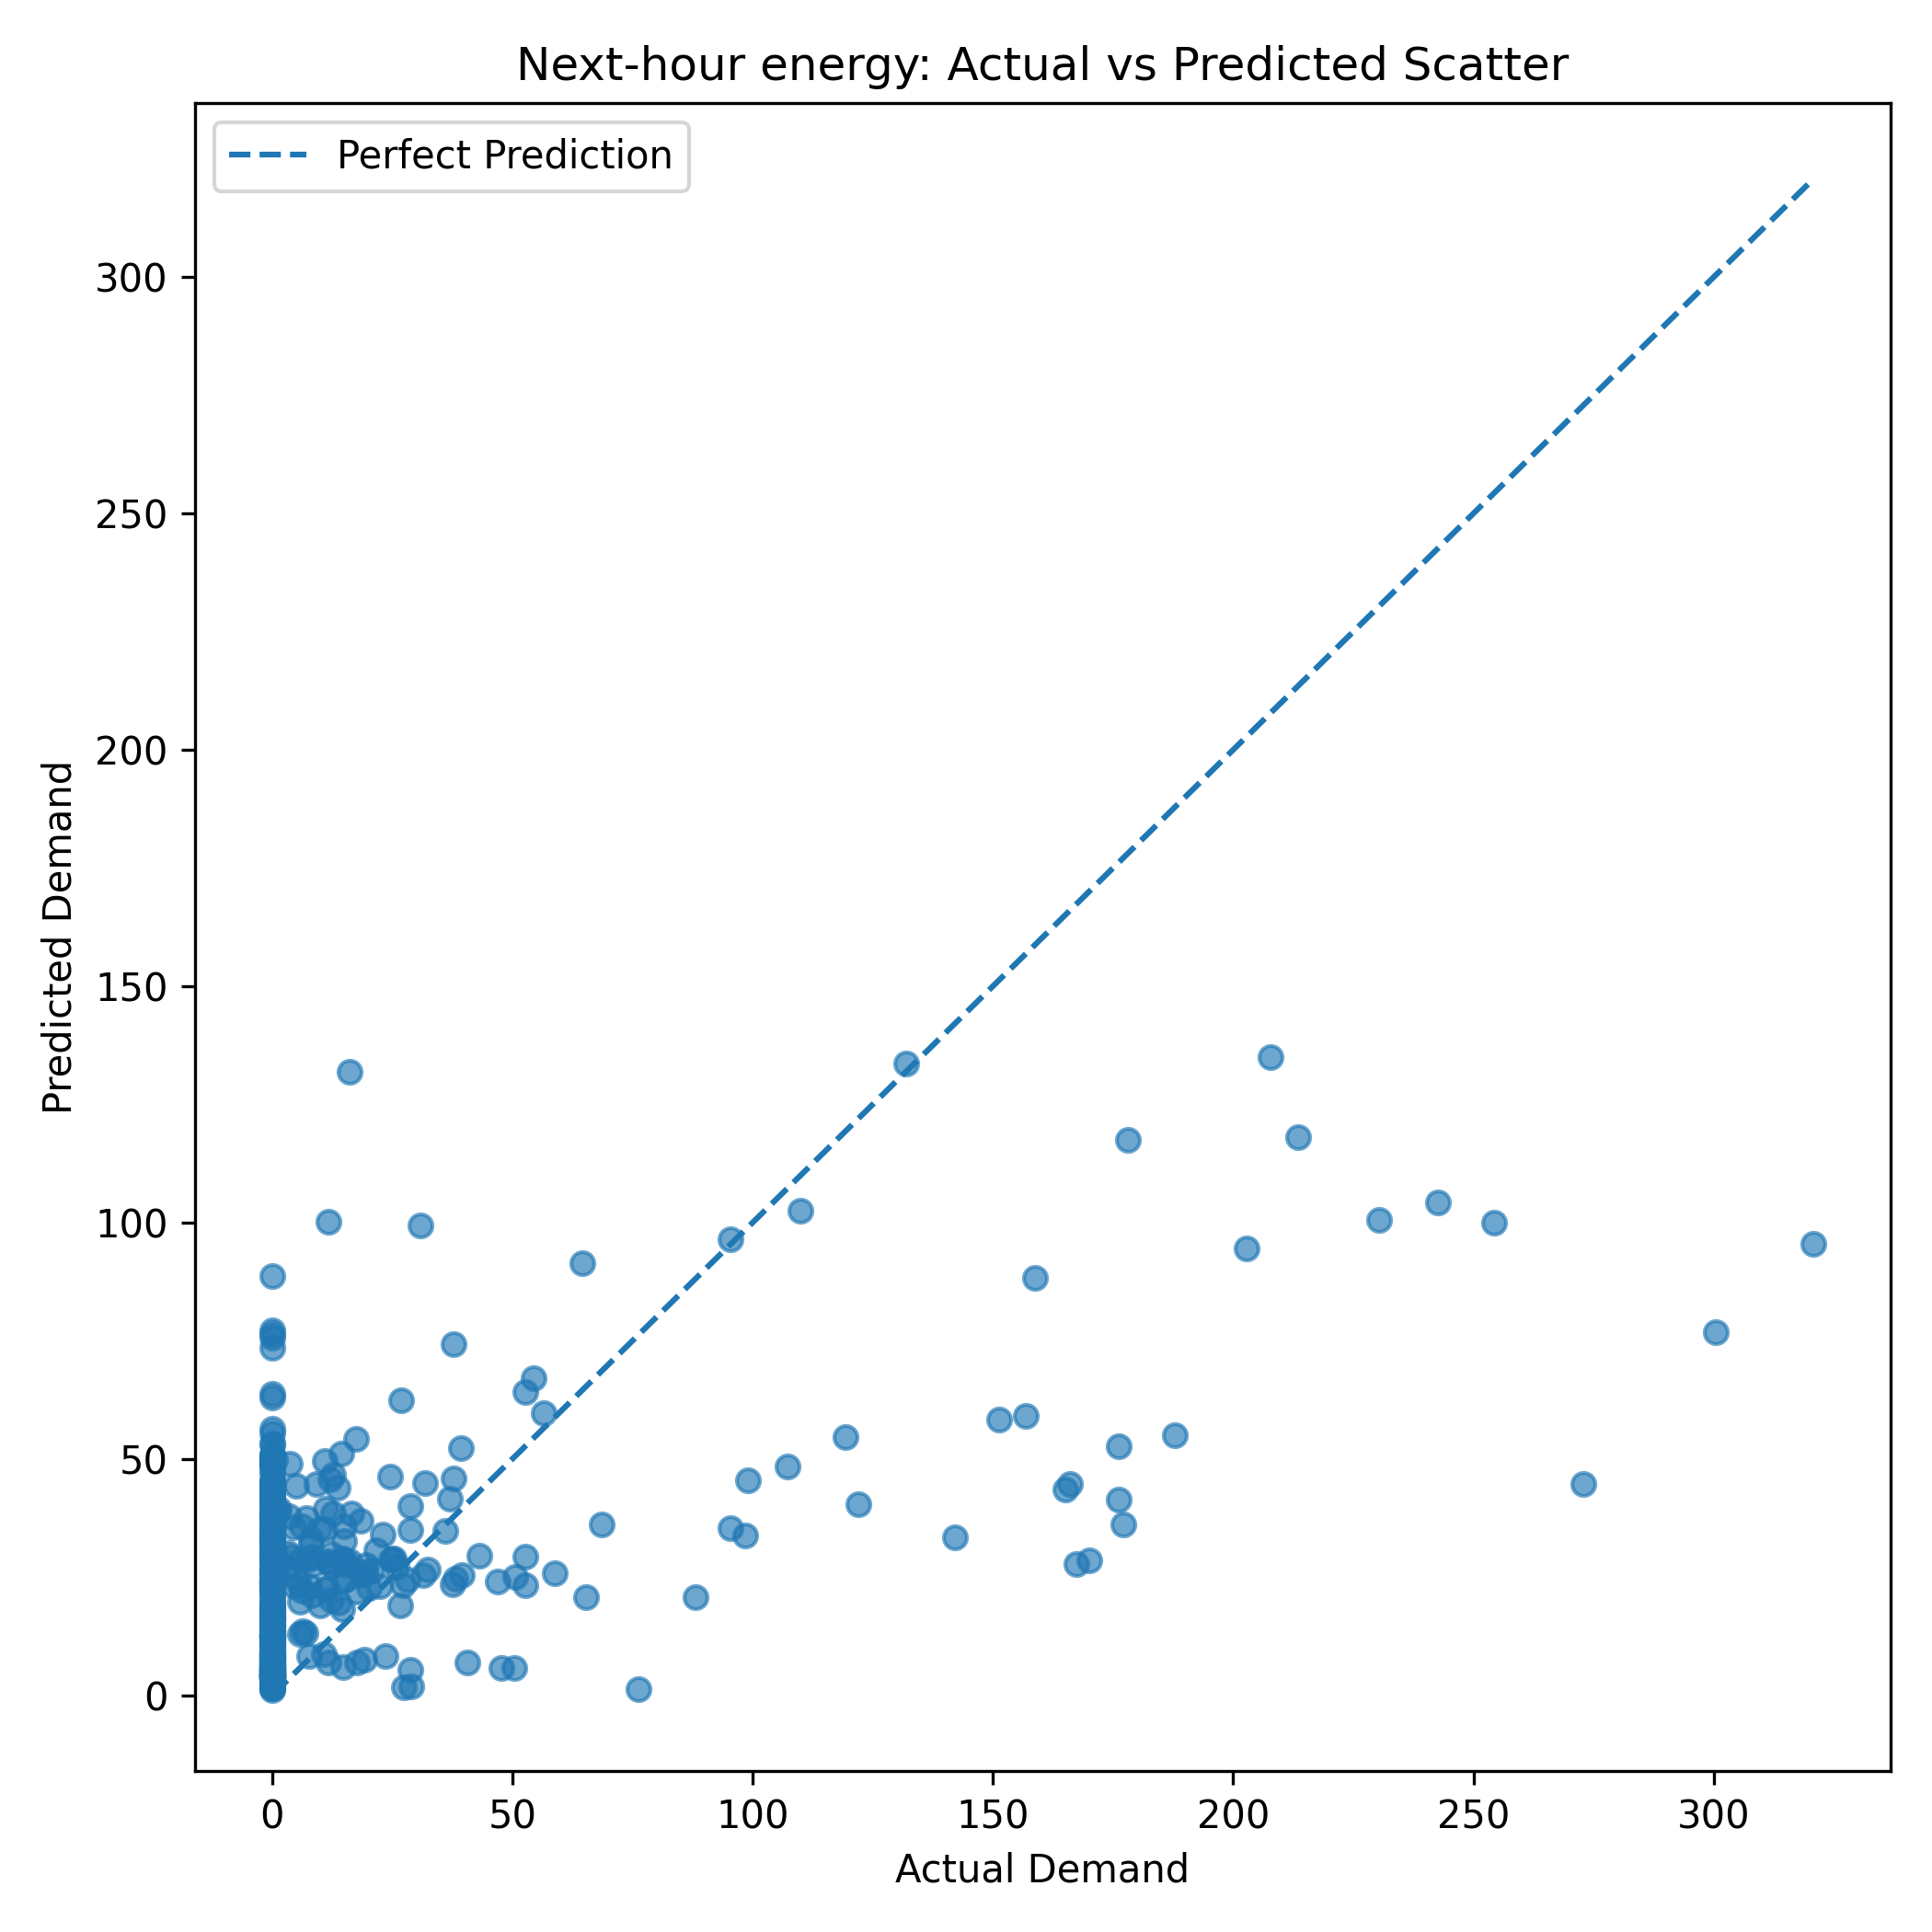 Next-hour energy: Actual vs Predicted Scatter
Perfect Prediction
300
250
200
150
100
50
0
Predicted Demand
0 50 100 150 200 250 300
Actual Demand